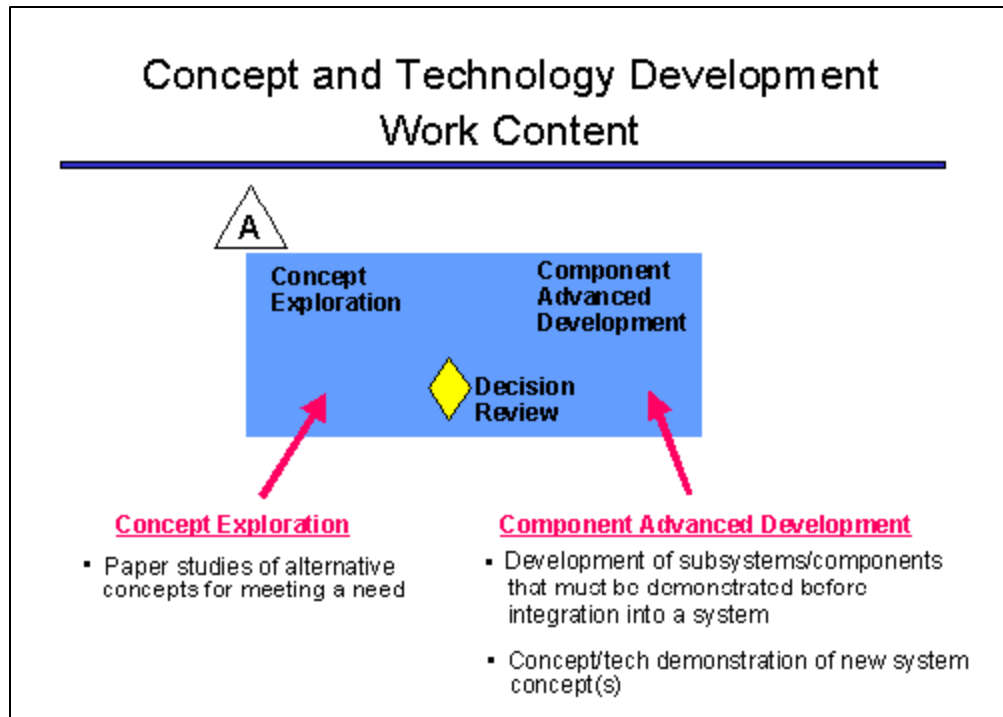 Concept and Technology Development
Work Content
A
Concept
Exploration
Component
Advanced
Development
Decision
Review
Concept Exploration
▪ Paper studies of alternative
concepts for meeting a need
Component Advanced Development
▪ Development of subsystems/components
that must be demonstrated before
integration into a system
▪ Concept/tech demonstration of new system
concept(s)